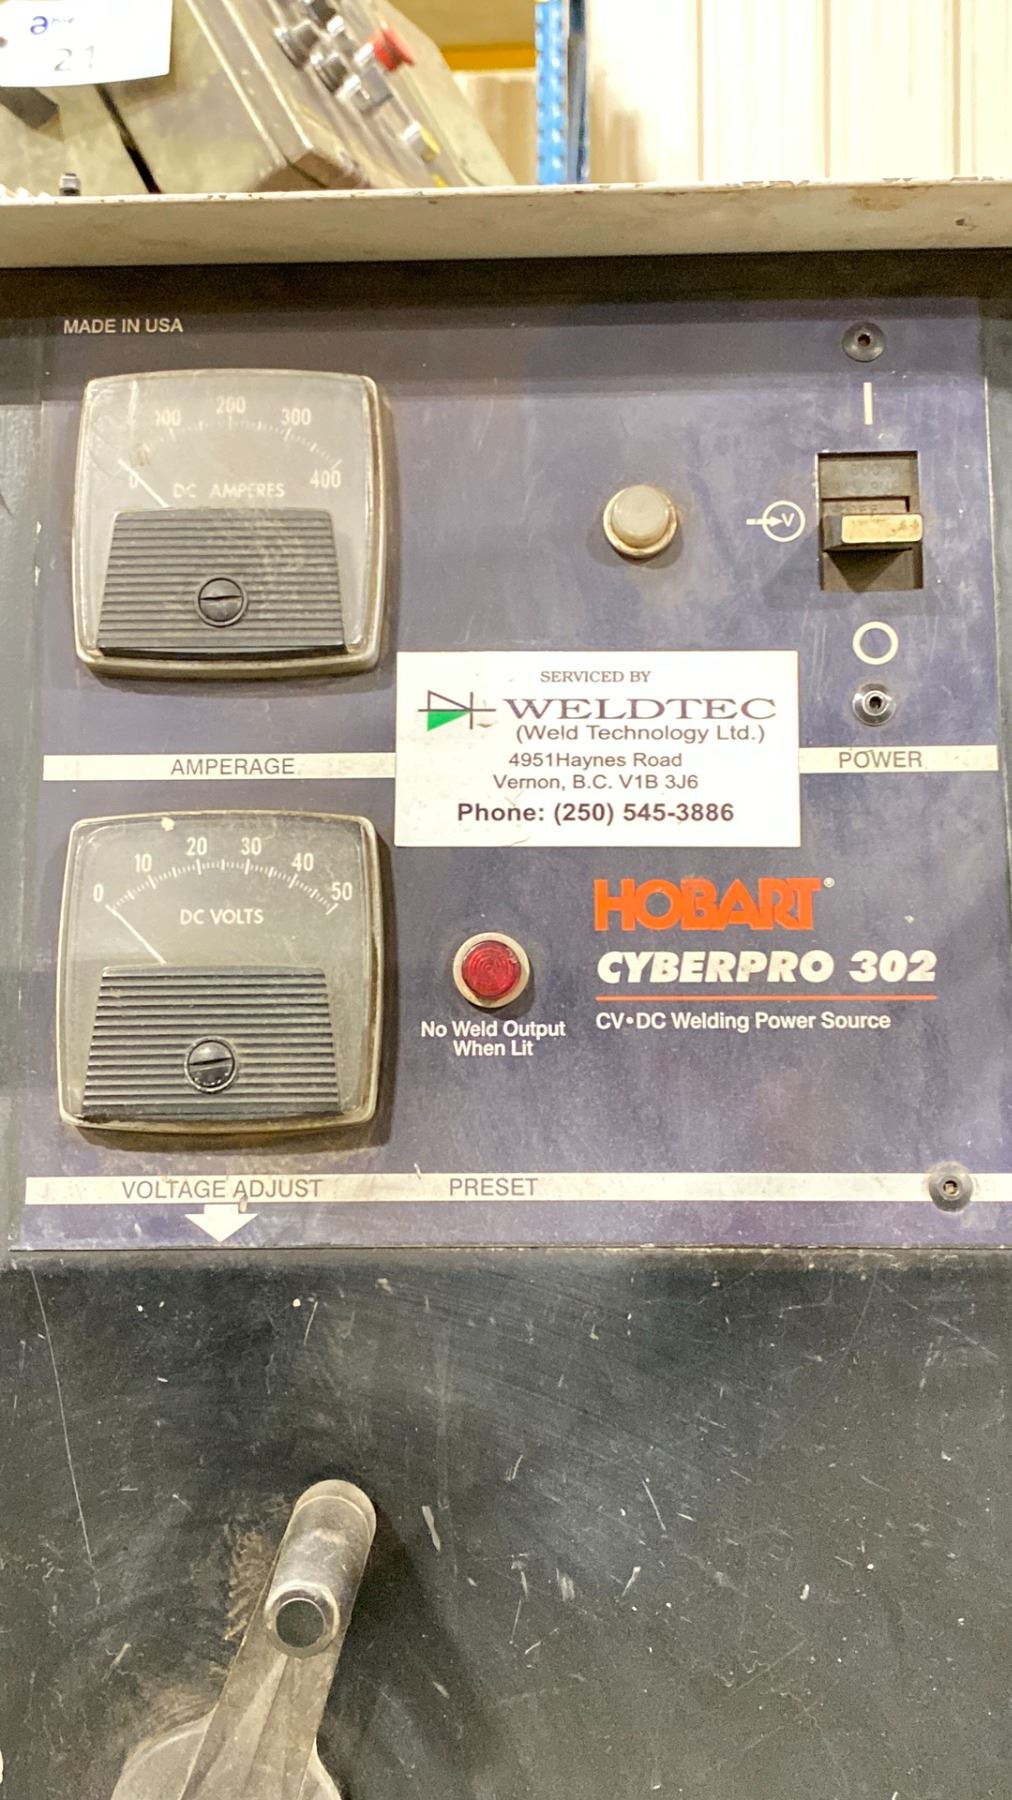 21
MADE IN USA
0 100 200 300 400
DC AMPERES
V
SERVICED BY
WELDTEC
(Weld Technology Ltd.)
4951Haynes Road
Vernon, B.C. V1B 3J6
Phone: (250) 545-3886
AMPERAGE
POWER
0 10 20 30 40 50
DC VOLTS
HOBART®
CYBERPRO 302
CV•DC Welding Power Source
No Weld Output
When Lit
VOLTAGE ADJUST
PRESET